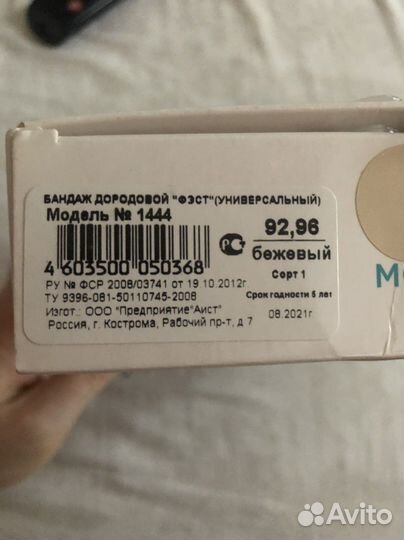 БАНДАЖ ДОРОДОВОЙ "ФЭСТ"(УНИВЕРСАЛЬНЫЙ)
Модель № 1444
92,96
бежевый
Сорт 1
4 603500 050368
РУ № ФСР 2008/03741 от 19.10.2012г.
ТУ 9396-081-50110745-2008
Срок годности 5 лет
Изгот.: ООО "Предприятие"Аист"
08.2021г
Россия, г. Кострома, Рабочий пр-т, д.7
Avito